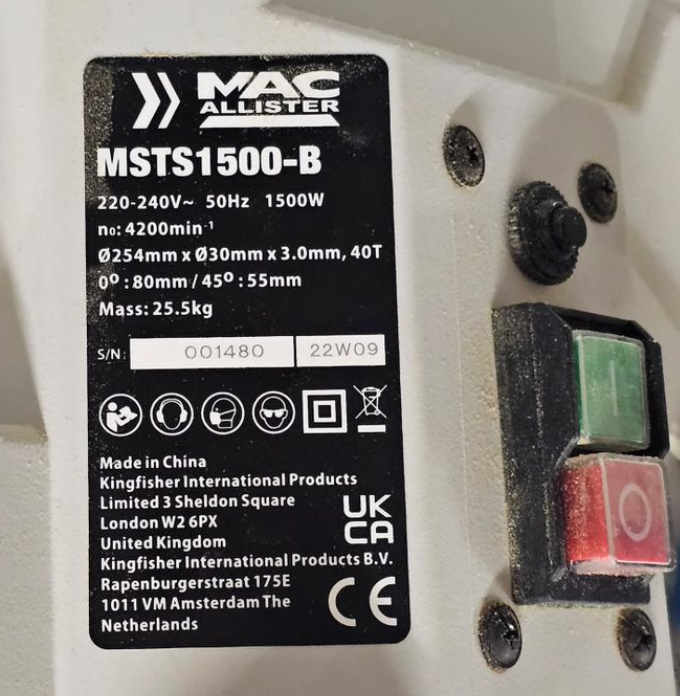 MAC
ALLISTER
MSTS1500-B
220-240V~ 50Hz 1500W
n₀: 4200min⁻¹
Ø254mm x Ø30mm x 3.0mm, 40T
0º : 80mm / 45º : 55mm
Mass: 25.5kg
S/N: 001480 22W09
Made in China
Kingfisher International Products
Limited 3 Sheldon Square
London W2 6PX
United Kingdom
UK
CA
Kingfisher International Products B.V.
Rapenburgerstraat 175E
1011 VM Amsterdam The
Netherlands
CE